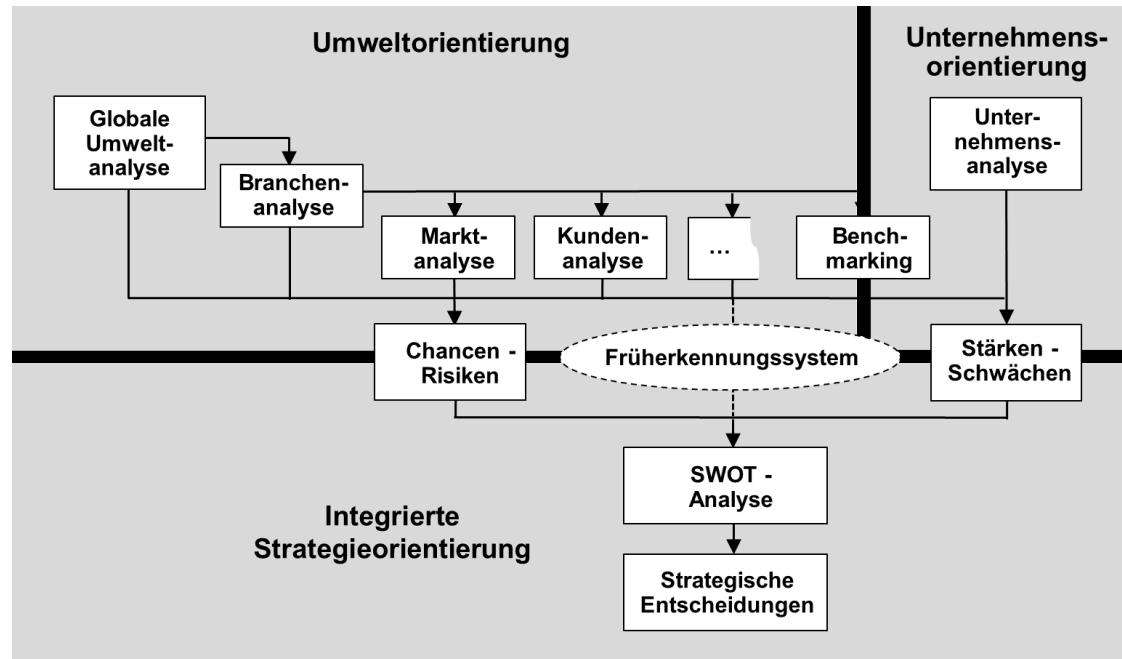 Umweltorientierung
Unternehmens-
orientierung
Globale
Umwelt-
analyse
Branchen-
analyse
Markt-
analyse
Kunden-
analyse
...
Bench-
marking
Unter-
nehmens-
analyse
Chancen -
Risiken
Früherkennungssystem
Stärken -
Schwächen
SWOT -
Analyse
Integrierte
Strategieorientierung
Strategische
Entscheidungen